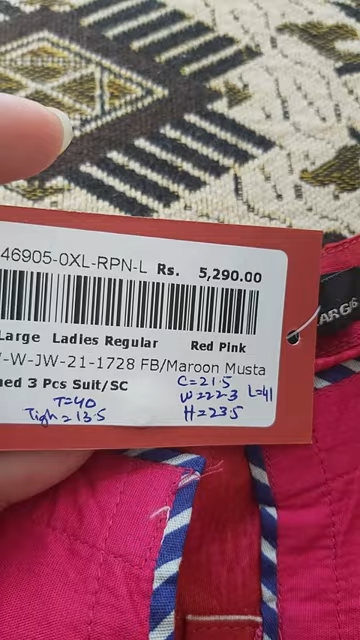 46905-0XL-RPN-L Rs. 5,290.00
Large Ladies Regular Red Pink
-W-JW-21-1728 FB/Maroon Musta
ned 3 Pcs Suit/SC
T=40
Tigh=13.5
C=21.5
W=22-3 L=41
H=23.5